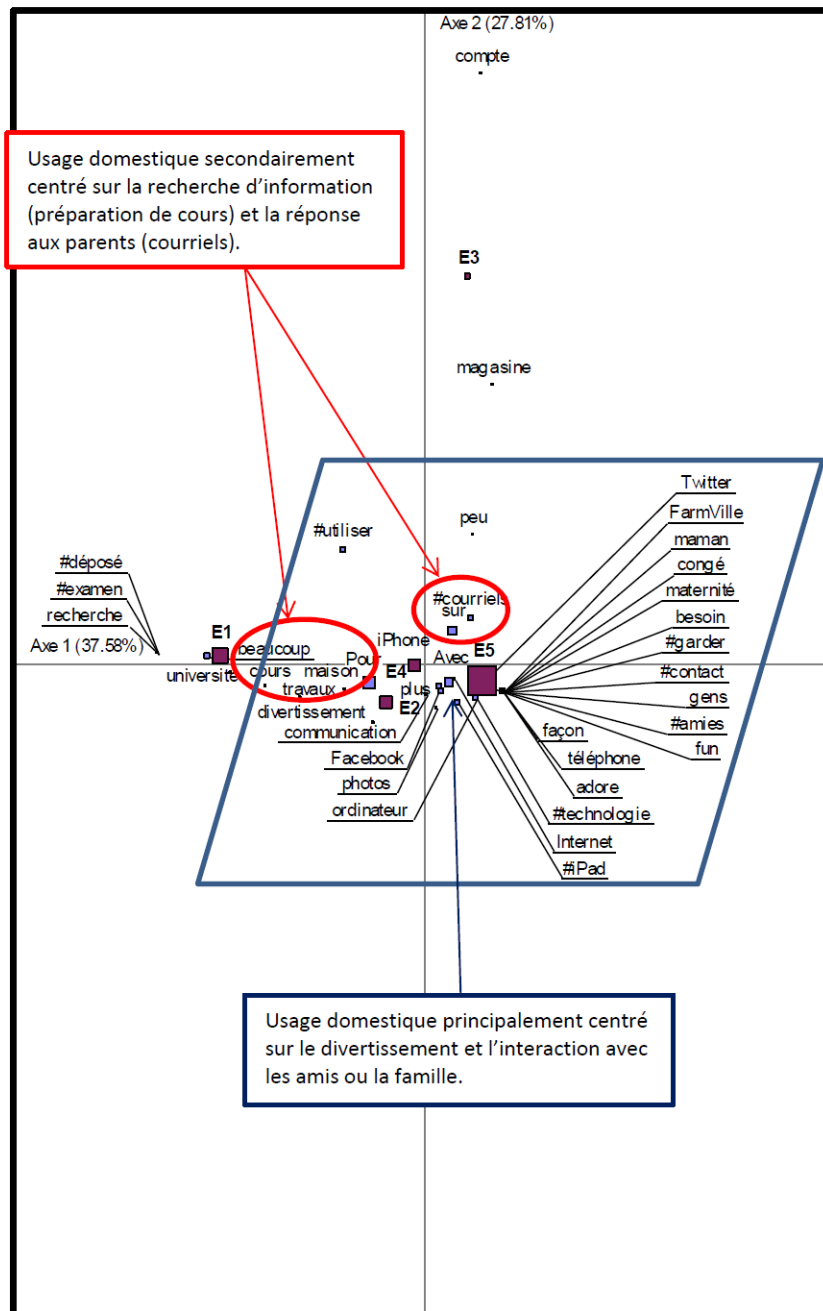 Axe 2 (27.81%)
compte
Usage domestique secondairement
centré sur la recherche d'information
(préparation de cours) et la réponse
aux parents (courriels).
E3
magasine
Twitter
FarmVille
maman
congé
maternité
besoin
#garder
#contact
gens
#amies
fun
peu
#utiliser
#déposé
#examen
recherche
Axe 1 (37.58%)
#courriels
sur
E1
beaucoup
iPhone
Pour
Avec
E5
université
cours maison
E4
travaux
plus
E2
divertissement
communication
Facebook
photos
ordinateur
façon
téléphone
adore
#technologie
Internet
#iPad
Usage domestique principalement centré
sur le divertissement et l'interaction avec
les amis ou la famille.